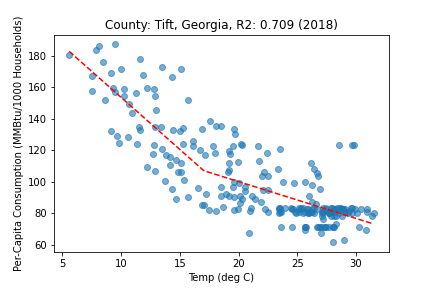 County: Tift, Georgia, R2: 0.709 (2018)
Per-Capita Consumption (MMBtu/1000 Households)
180
160
140
120
100
80
60
5 10 15 20 25 30
Temp (deg C)